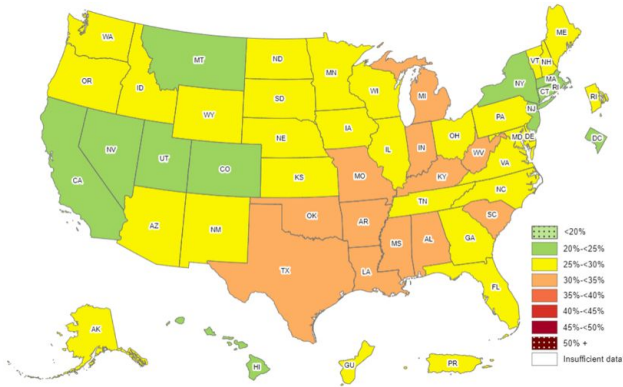 WA
MT
ND
MN
ME
M
VT
NH
OR
ID
SD
WI
MI
NY
MA
CT
RI
RI
WY
NE
IA
PA
NJ
NV
UT
CO
IL
IN
OH
MD
DE
DC
CA
KS
MO
KY
WV
VA
AZ
NM
OK
AR
TN
NC
TX
LA
MS
AL
GA
SC
FL
AK
HI
GU
PR
<20%
20%-<25%
25%-<30%
30%-<35%
35%-<40%
40%-<45%
45%-<50%
50% +
Insufficient data